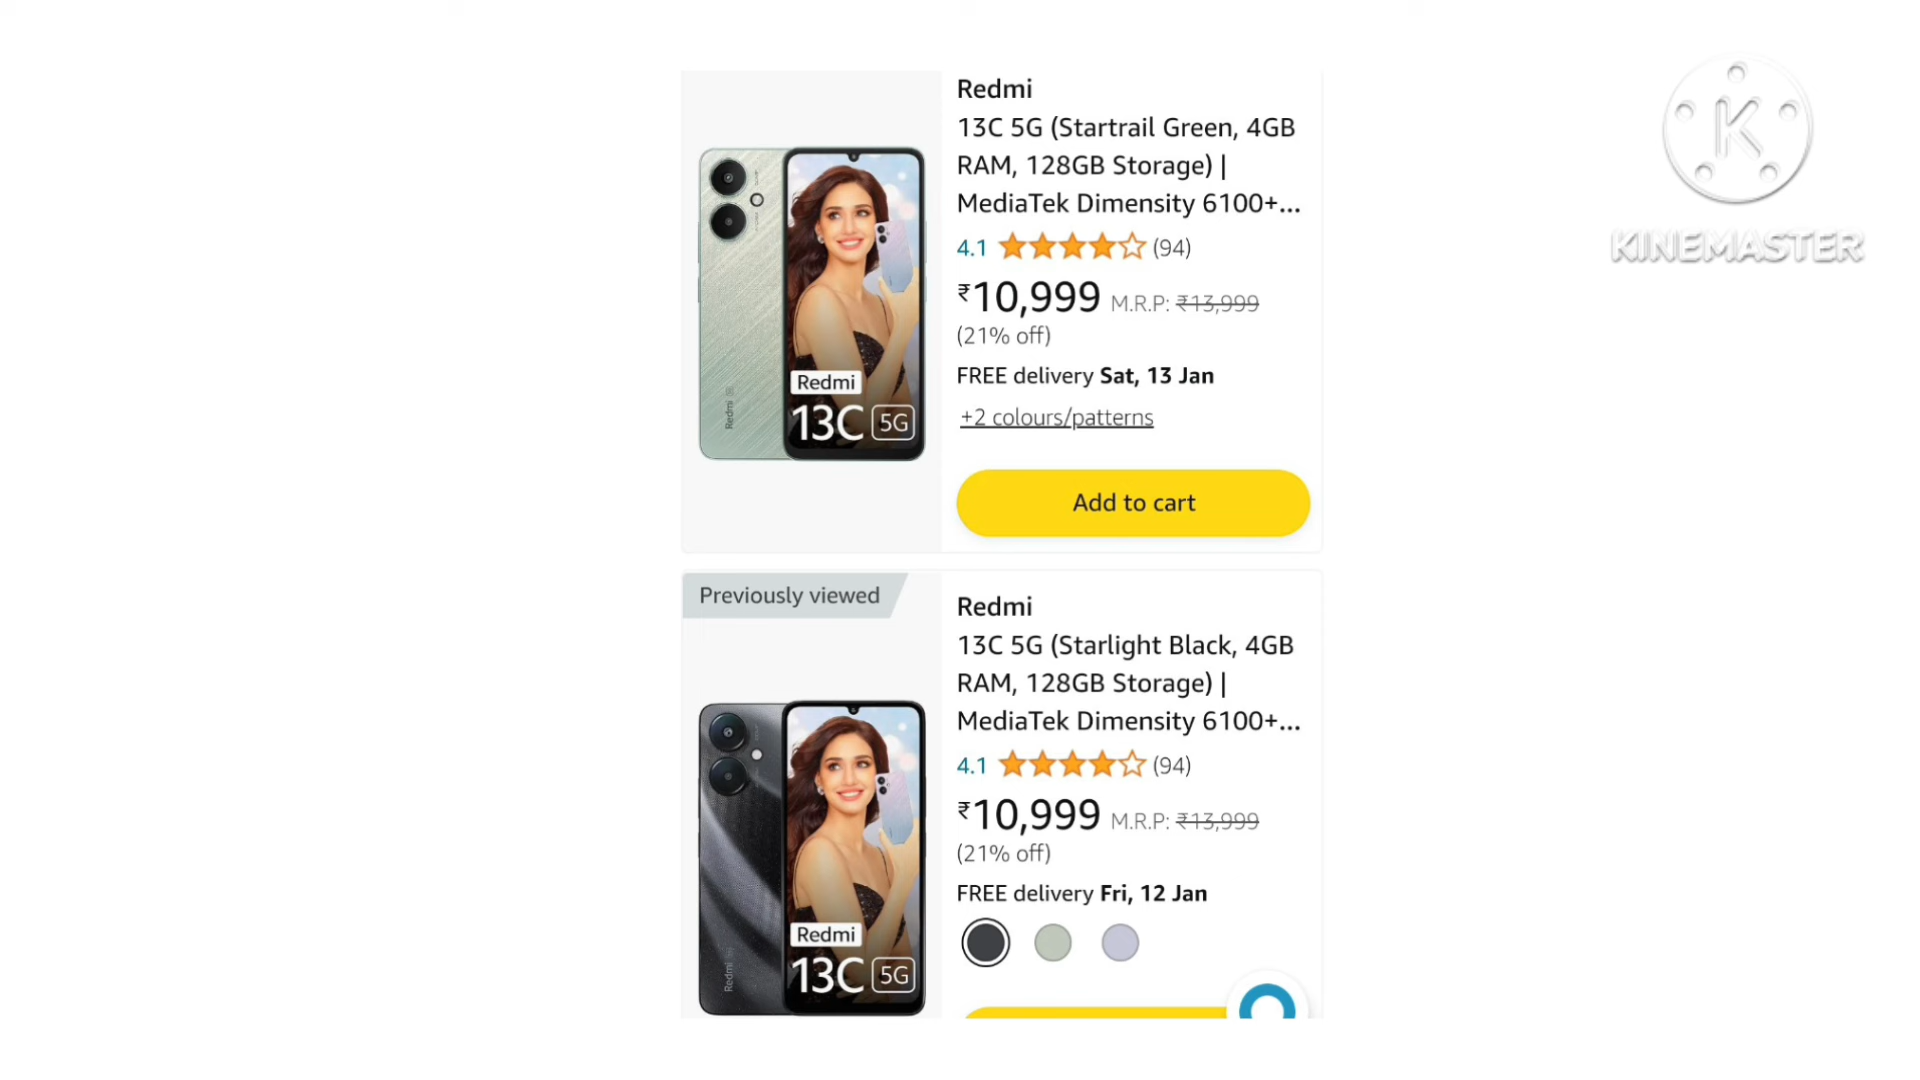 Redmi
13C 5G (Startrail Green, 4GB
RAM, 128GB Storage) |
MediaTek Dimensity 6100+...
4.1 (94)
₹10,999 M.R.P: ₹13,999
(21% off)
FREE delivery Sat, 13 Jan
+2 colours/patterns
Add to cart
Redmi
13C 5G
Redmi
K
KINEMASTER
Previously viewed
Redmi
13C 5G (Starlight Black, 4GB
RAM, 128GB Storage) |
MediaTek Dimensity 6100+...
4.1 (94)
₹10,999 M.R.P: ₹13,999
(21% off)
FREE delivery Fri, 12 Jan
Redmi
13C 5G
Redmi